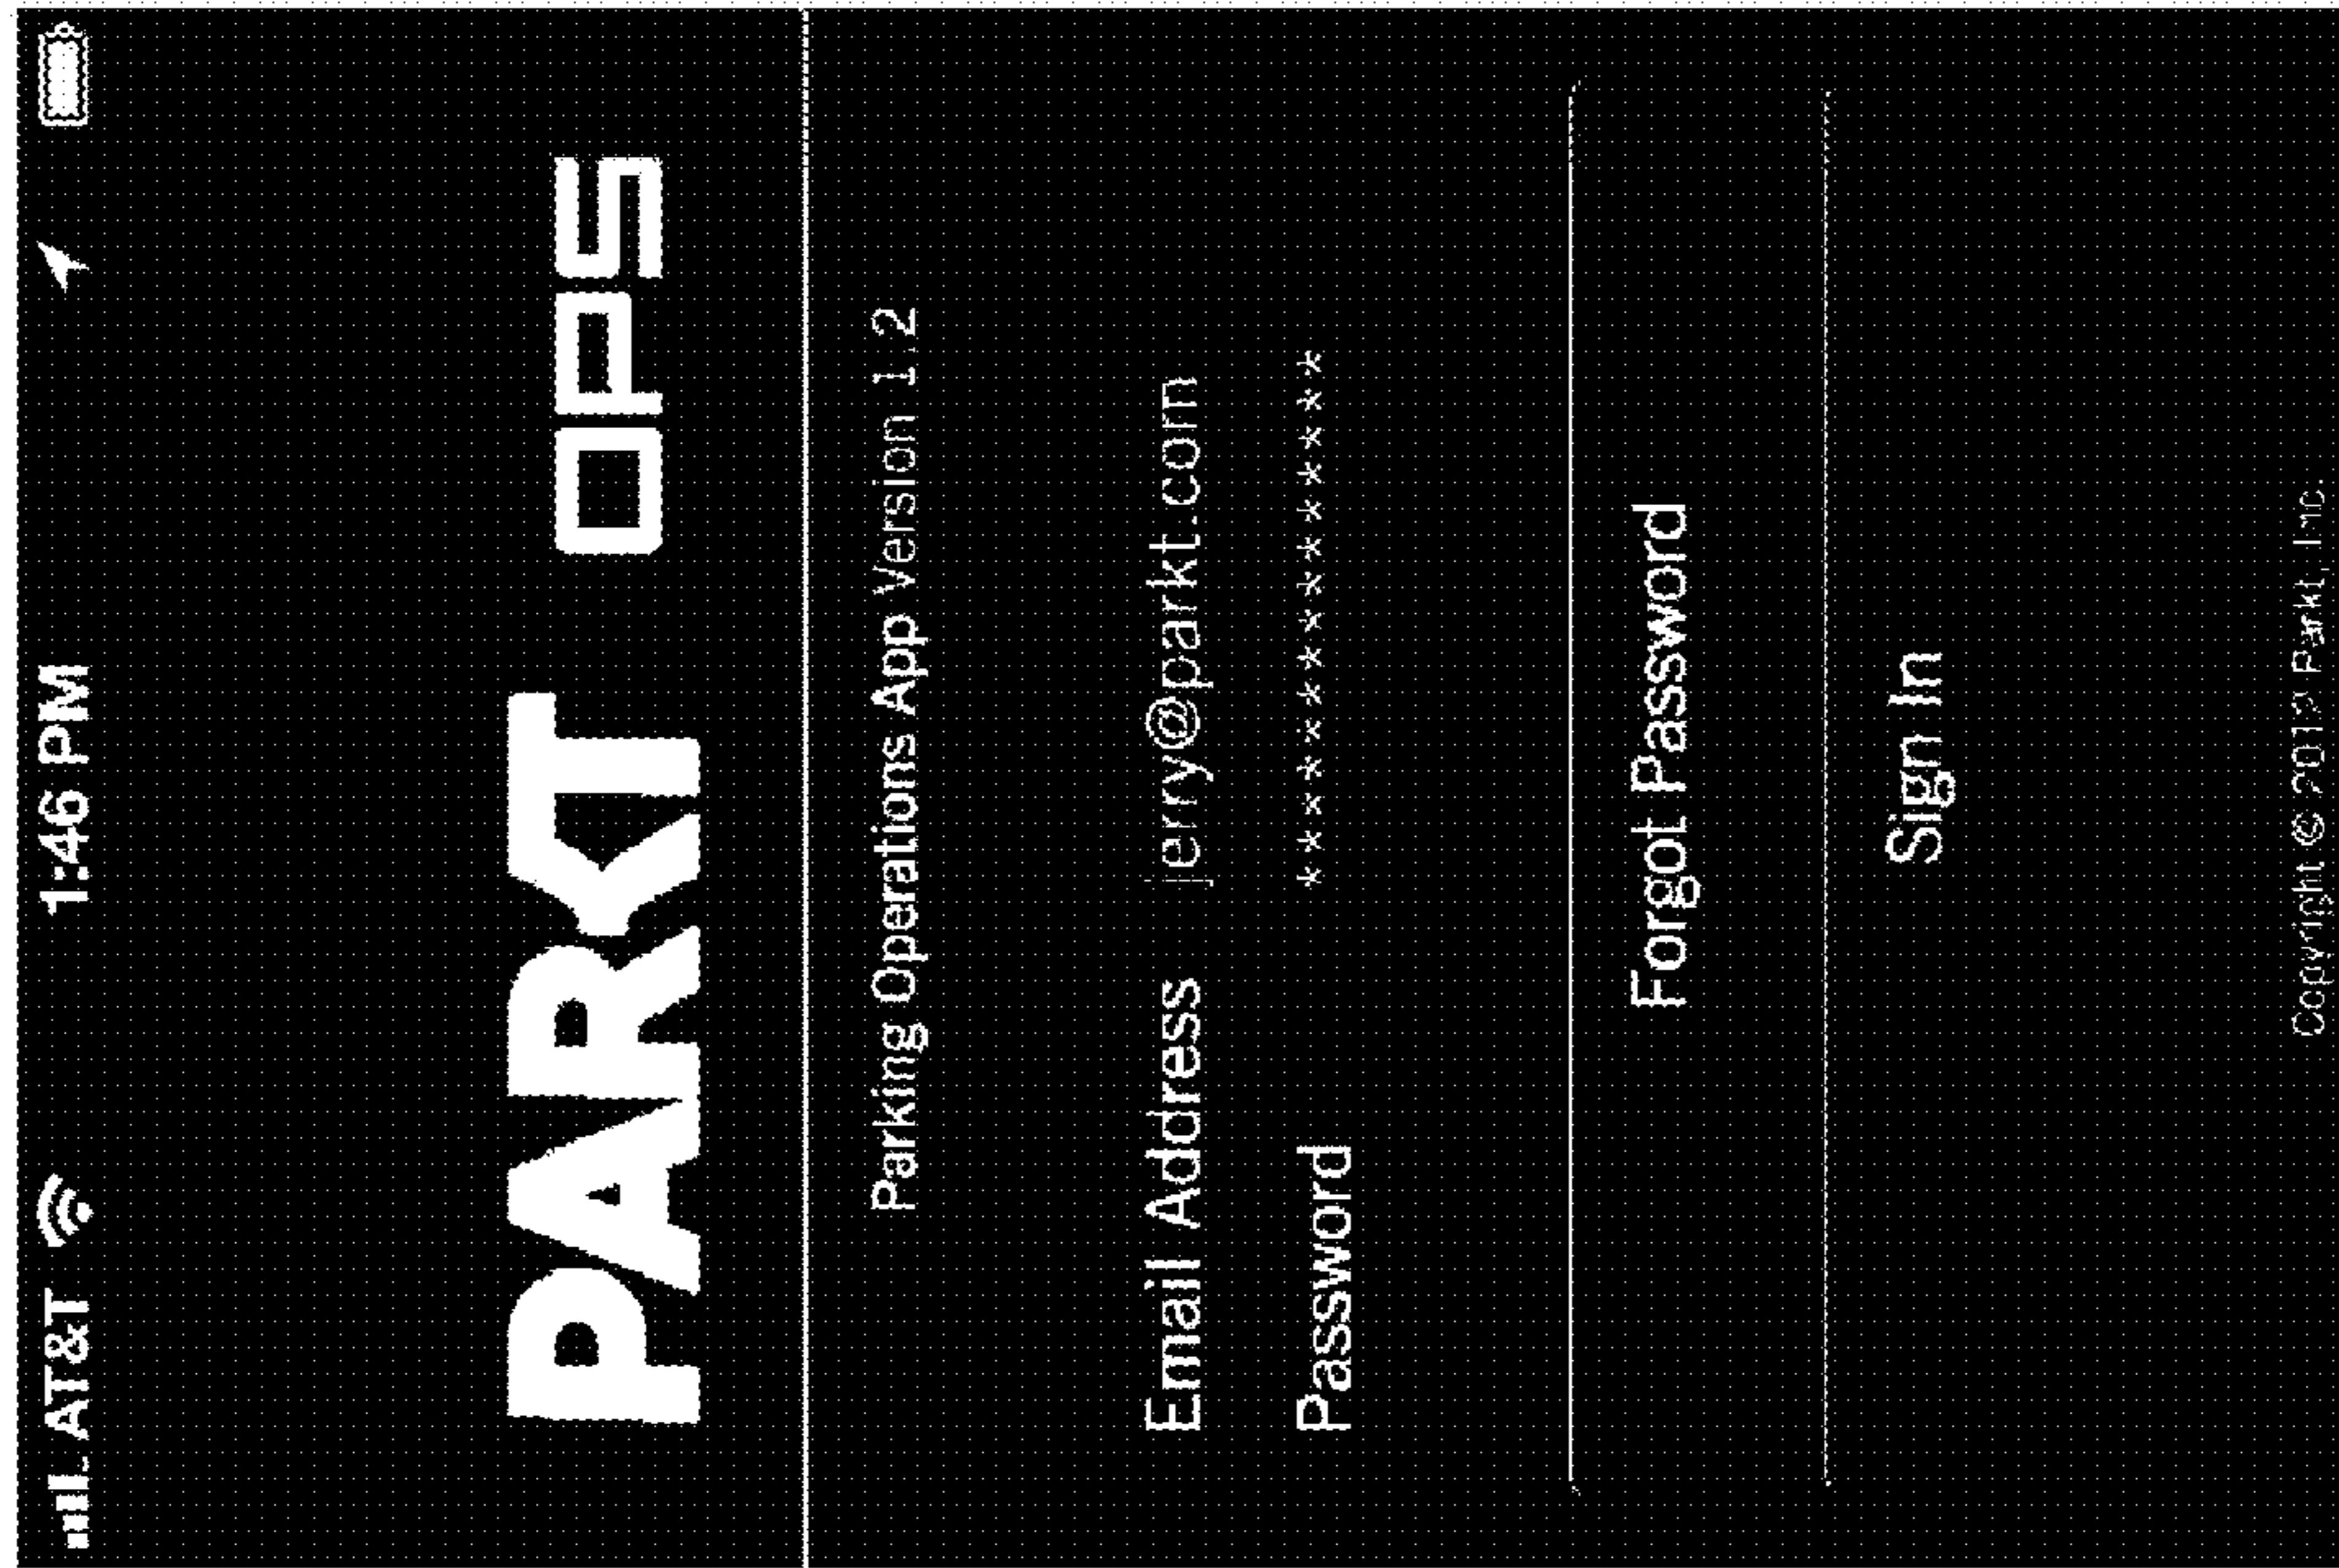 AT&T 1:46 PM
PARKT OPS
Parking Operations App Version 1.2
Email Address jerry@parkt.com
Password ***************
Forgot Password
Sign In
Copyright © Parkt, Inc.